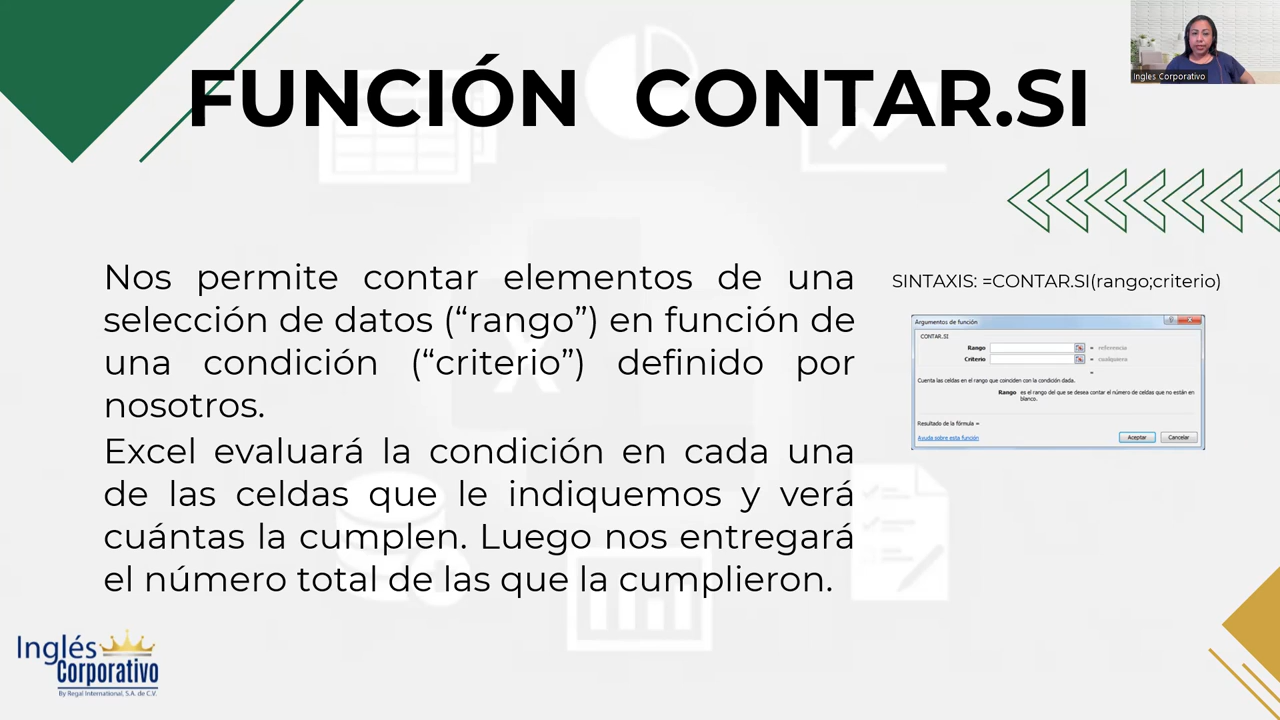 FUNCIÓN CONTAR.SI
Ingles Corporativo
Nos permite contar elementos de una
selección de datos (“rango”) en función de
una condición (“criterio”) definido por
nosotros.
Excel evaluará la condición en cada una
de las celdas que le indiquemos y verá
cuántas la cumplen. Luego nos entregará
el número total de las que la cumplieron.
SINTAXIS: =CONTAR.SI(rango;criterio)
Argumentos de función
CONTAR.SI
Rango = referencia
Criterio = cualquiera
=
Cuenta las celdas en el rango que coinciden con la condición dada.
Rango es el rango del que se desea contar el número de celdas que no están en
blanco.
Resultado de la fórmula =
Ayuda sobre esta función
Aceptar Cancelar
Inglés
Corporativo
By Regal International, S.A. de C.V.